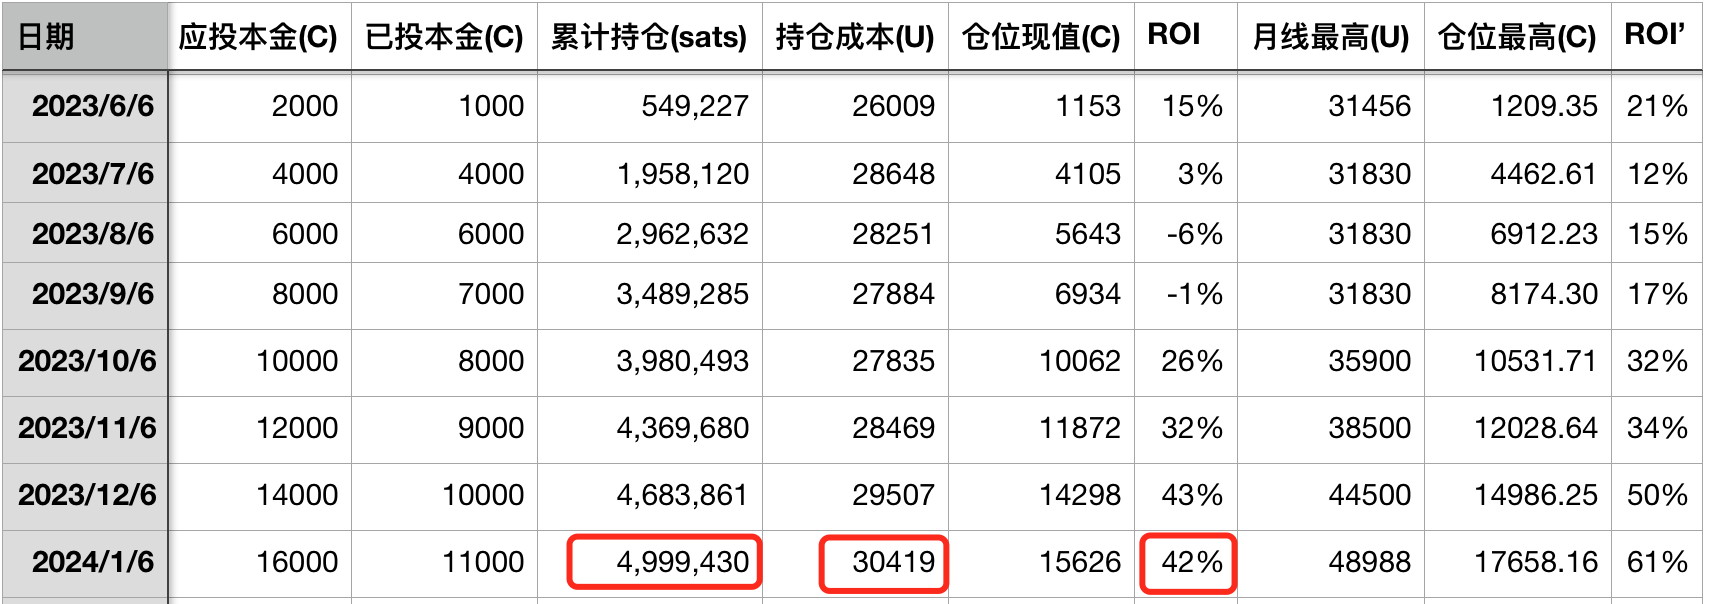 日期 应投本金(C) 已投本金(C) 累计持仓(sats) 持仓成本(U) 仓位现值(C) ROI 月线最高(U) 仓位最高(C) ROI’
2023/6/6 2000 1000 549,227 26009 1153 15% 31456 1209.35 21%
2023/7/6 4000 4000 1,958,120 28648 4105 3% 31830 4462.61 12%
2023/8/6 6000 6000 2,962,632 28251 5643 -6% 31830 6912.23 15%
2023/9/6 8000 7000 3,489,285 27884 6934 -1% 31830 8174.30 17%
2023/10/6 10000 8000 3,980,493 27835 10062 26% 35900 10531.71 32%
2023/11/6 12000 9000 4,369,680 28469 11872 32% 38500 12028.64 34%
2023/12/6 14000 10000 4,683,861 29507 14298 43% 44500 14986.25 50%
2024/1/6 16000 11000 4,999,430 30419 15626 42% 48988 17658.16 61%